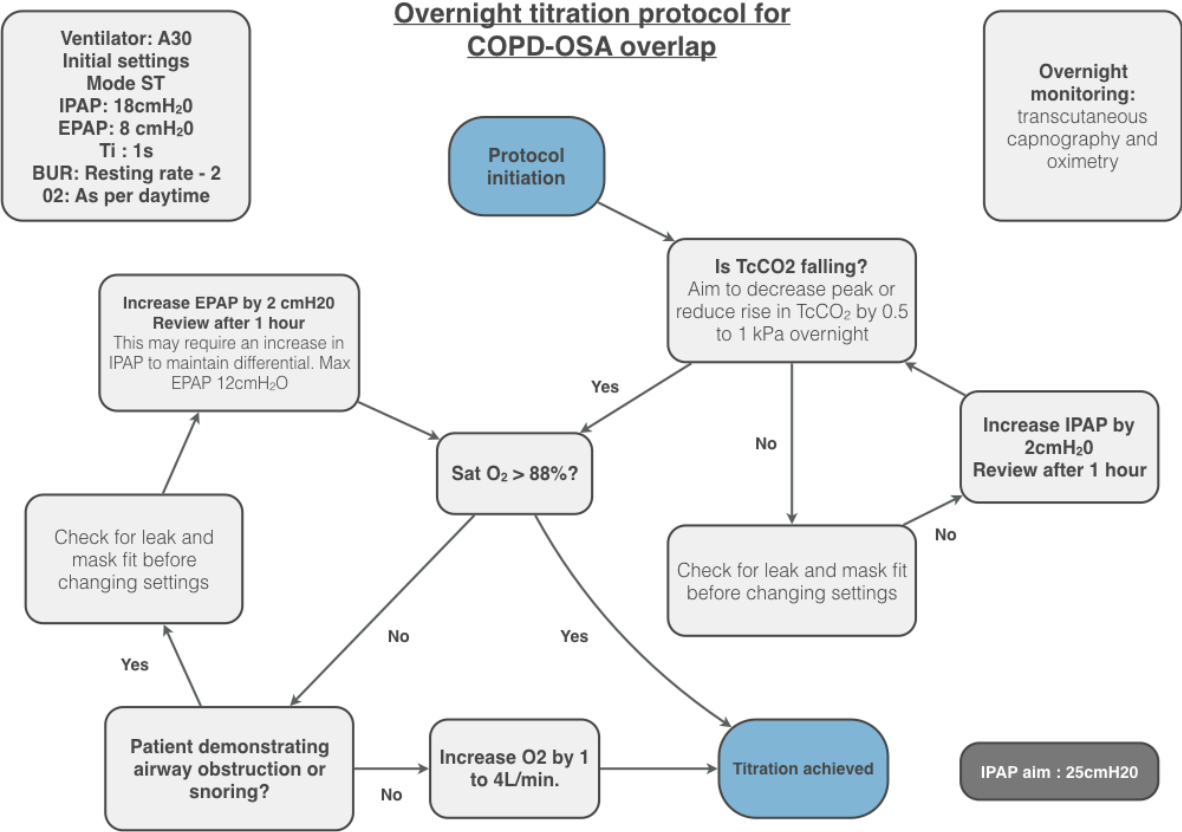 Overnight titration protocol for
COPD-OSA overlap
Ventilator: A30
Initial settings
Mode ST
IPAP: 18cmH₂0
EPAP: 8 cmH₂0
Ti : 1s
BUR: Resting rate - 2
02: As per daytime
Overnight
monitoring:
transcutaneous
capnography and
oximetry
Protocol
initiation
Is TcCO2 falling?
Aim to decrease peak or
reduce rise in TcCO₂ by 0.5
to 1 kPa overnight
Increase EPAP by 2 cmH20
Review after 1 hour
This may require an increase in
IPAP to maintain differential. Max
EPAP 12cmH₂O
Yes
No
Increase IPAP by
2cmH₂0
Review after 1 hour
Sat O₂ > 88%?
Check for leak and
mask fit before
changing settings
No
Check for leak and mask fit
before changing settings
No
Yes
Yes
Patient demonstrating
airway obstruction or
snoring?
No
Increase O2 by 1
to 4L/min.
Titration achieved
IPAP aim : 25cmH20